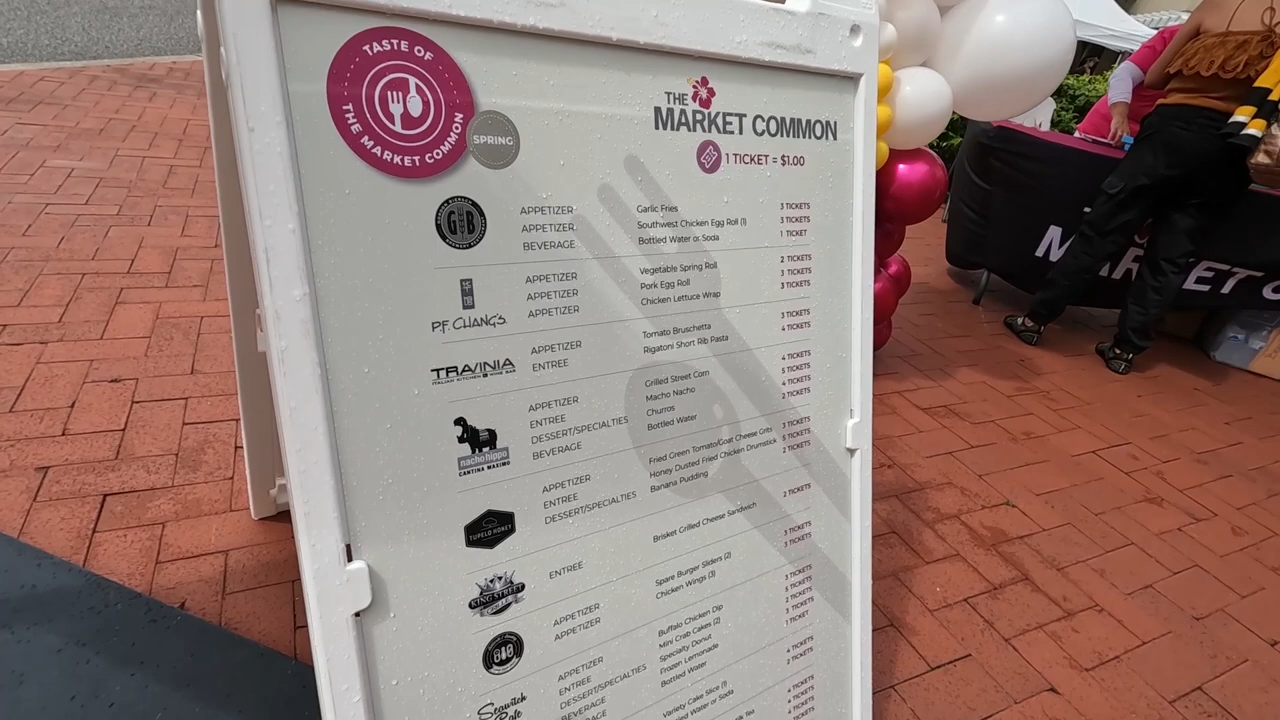 TASTE OF
THE MARKET COMMON
SPRING
THE
MARKET COMMON
1 TICKET = $1.00
GB
APPETIZER Garlic Fries 3 TICKETS
APPETIZER Southwest Chicken Egg Roll (1) 3 TICKETS
BEVERAGE Bottled Water or Soda 1 TICKET
P.F. CHANG'S
APPETIZER Vegetable Spring Roll 2 TICKETS
APPETIZER Pork Egg Roll 3 TICKETS
APPETIZER Chicken Lettuce Wrap 3 TICKETS
TRAVINIA
ITALIAN KITCHEN & WINE BAR
APPETIZER Tomato Bruschetta 3 TICKETS
ENTREE Rigatoni Short Rib Pasta 4 TICKETS
nacho hippo
CANTINA MAXIMO
APPETIZER Grilled Street Corn 4 TICKETS
ENTREE Macho Nacho 5 TICKETS
DESSERT/SPECIALTIES Churros 4 TICKETS
BEVERAGE Bottled Water 2 TICKETS
TUPELO HONEY
APPETIZER Fried Green Tomato/Goat Cheese Grits 3 TICKETS
ENTREE Honey Dusted Fried Chicken Drumstick 5 TICKETS
DESSERT/SPECIALTIES Banana Pudding 2 TICKETS
KING STREET
GRILLE
ENTREE Brisket Grilled Cheese Sandwich 2 TICKETS
APPETIZER Spare Burger Sliders (2) 3 TICKETS
APPETIZER Chicken Wings (3) 3 TICKETS
APPETIZER Buffalo Chicken Dip 3 TICKETS
ENTREE Mini Crab Cakes (2) 5 TICKETS
DESSERT/SPECIALTIES Specialty Donut 2 TICKETS
BEVERAGE Frozen Lemonade 3 TICKETS
Bottled Water 1 TICKET
Variety Cake Slice (1) 4 TICKETS
Water or Soda 2 TICKETS
Tea 4 TICKETS
4 TICKETS
MARKET CO